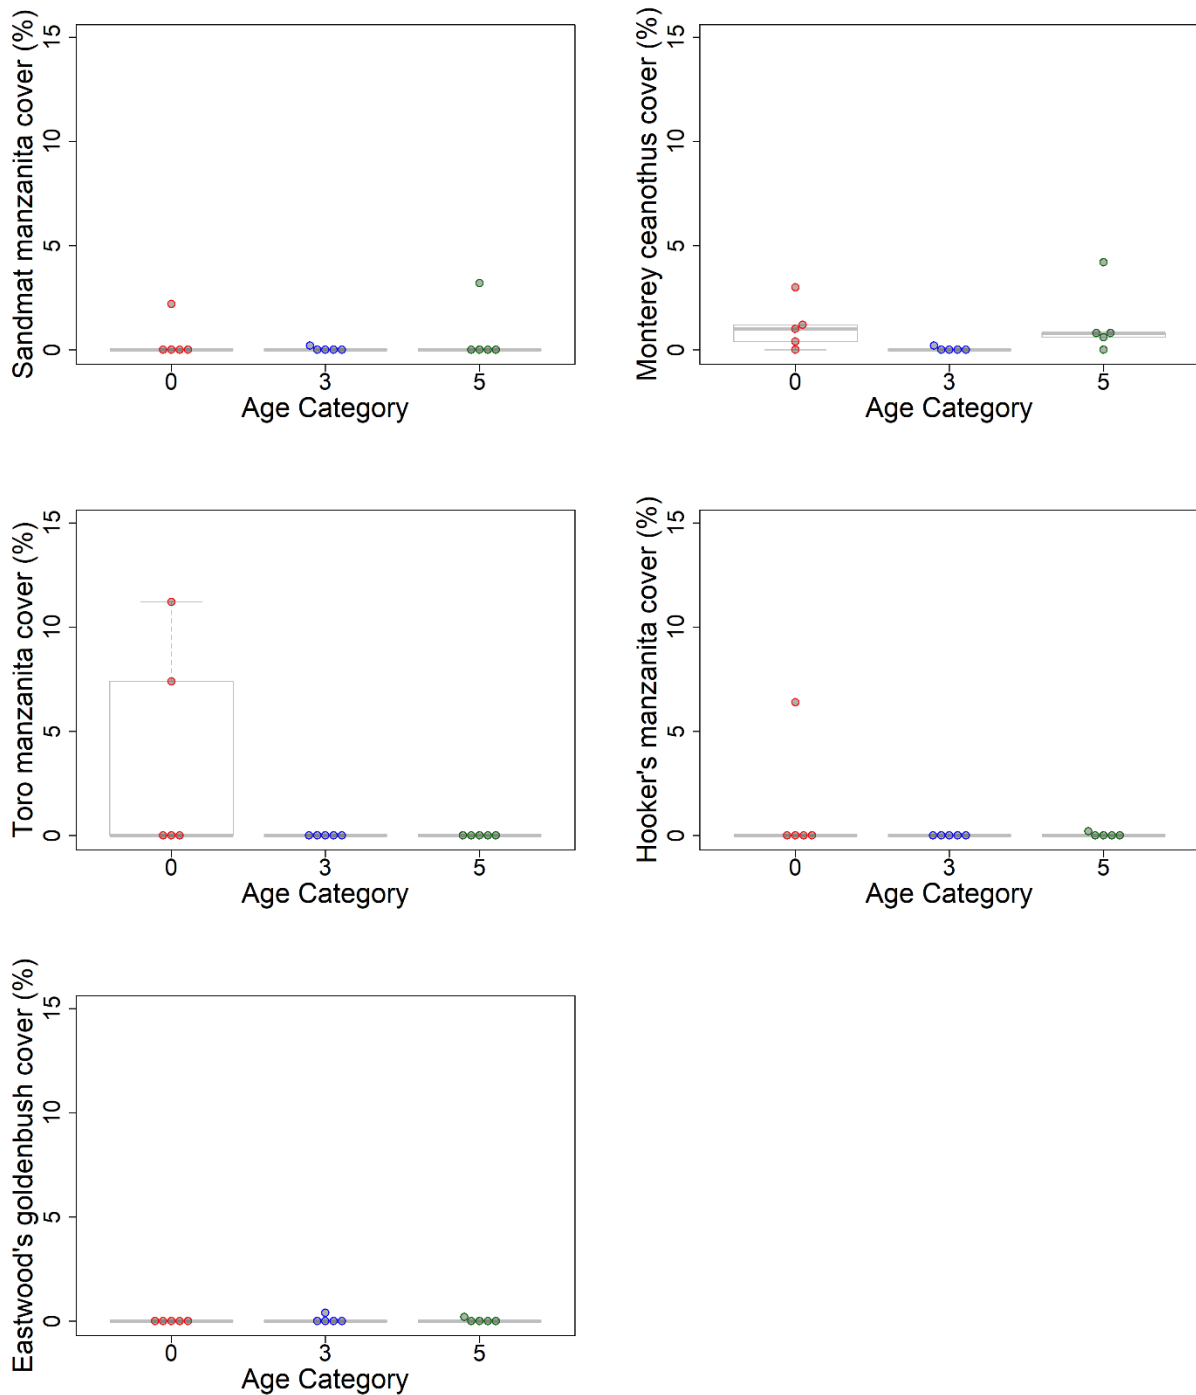 Sandmat manzanita cover (%)
15
10
5
0
0 3 5
Age Category
Monterey ceanothus cover (%)
15
10
5
0
0 3 5
Age Category
Toro manzanita cover (%)
15
10
5
0
0 3 5
Age Category
Hooker's manzanita cover (%)
15
10
5
0
0 3 5
Age Category
Eastwood's goldenbush cover (%)
15
10
5
0
0 3 5
Age Category